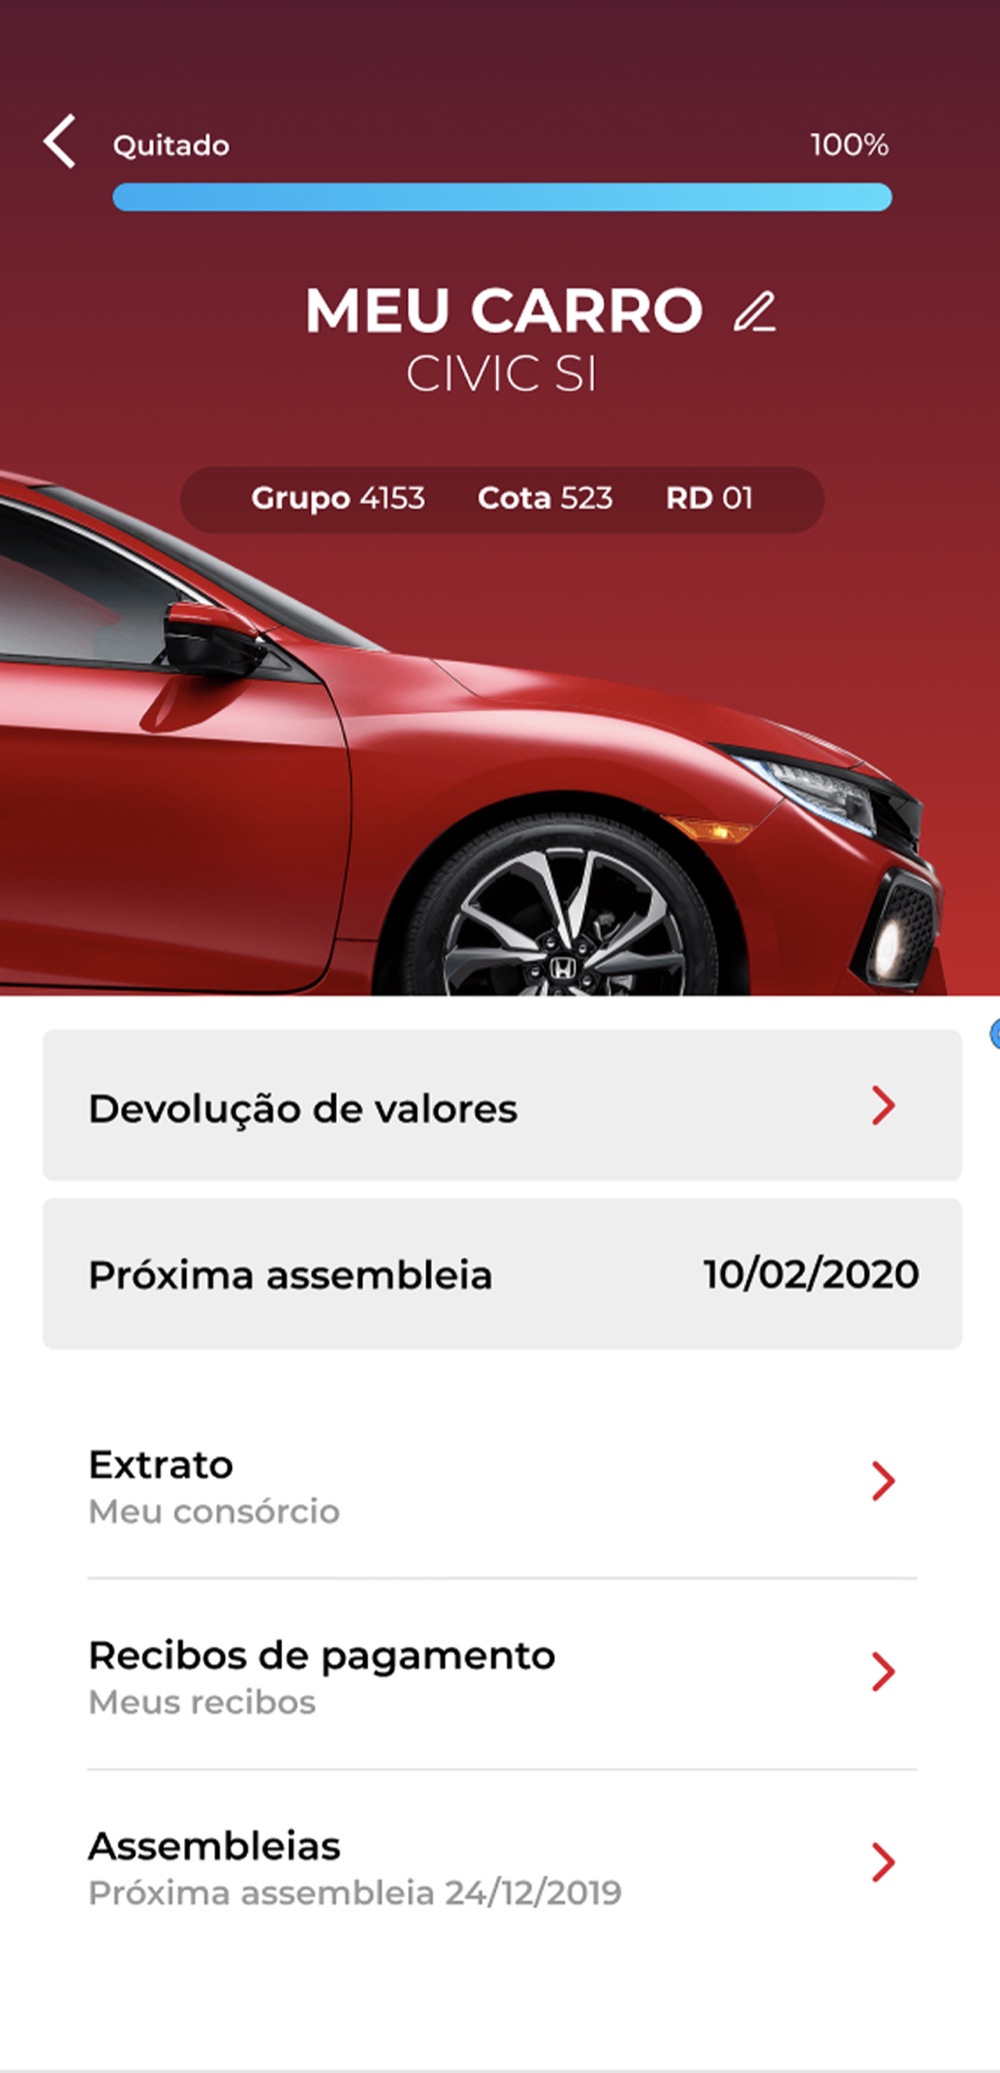 Quitado 100%
MEU CARRO
CIVIC SI
Grupo 4153 Cota 523 RD 01
Devolução de valores
Próxima assembleia 10/02/2020
Extrato
Meu consórcio
Recibos de pagamento
Meus recibos
Assembleias
Próxima assembleia 24/12/2019